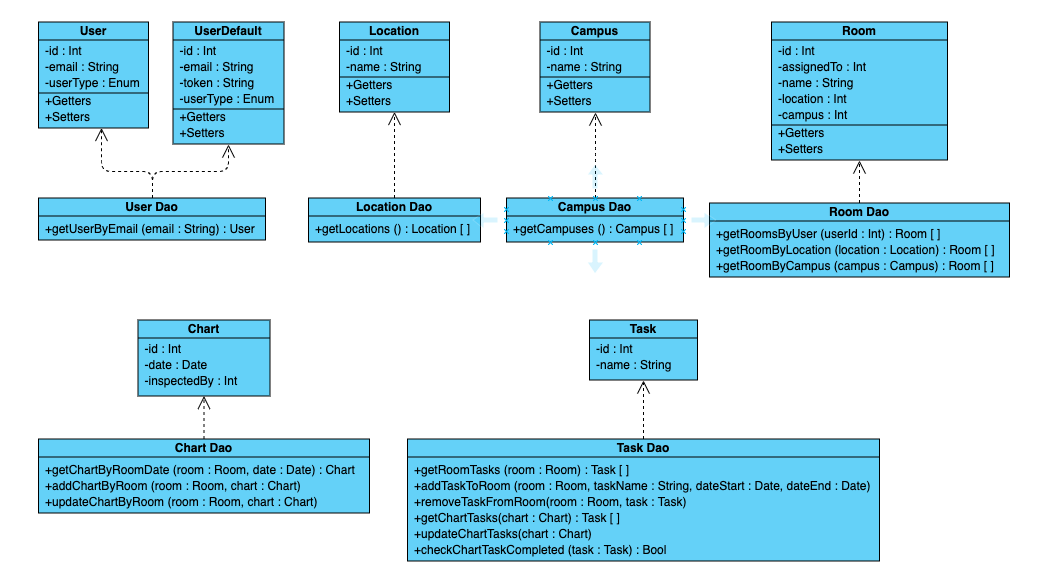 User
-id : Int
-email : String
-userType : Enum
+Getters
+Setters
UserDefault
-id : Int
-email : String
-token : String
-userType : Enum
+Getters
+Setters
Location
-id : Int
-name : String
+Getters
+Setters
Campus
-id : Int
-name : String
+Getters
+Setters
Room
-id : Int
-assignedTo : Int
-name : String
-location : Int
-campus : Int
+Getters
+Setters
User Dao
+getUserByEmail (email : String) : User
Location Dao
+getLocations () : Location [ ]
Campus Dao
+getCampuses () : Campus [ ]
Room Dao
+getRoomsByUser (userId : Int) : Room [ ]
+getRoomByLocation (location : Location) : Room [ ]
+getRoomByCampus (campus : Campus) : Room [ ]
Chart
-id : Int
-date : Date
-inspectedBy : Int
Task
-id : Int
-name : String
Chart Dao
+getChartByRoomDate (room : Room, date : Date) : Chart
+addChartByRoom (room : Room, chart : Chart)
+updateChartByRoom (room : Room, chart : Chart)
Task Dao
+getRoomTasks (room : Room) : Task [ ]
+addTaskToRoom (room : Room, taskName : String, dateStart : Date, dateEnd : Date)
+removeTaskFromRoom(room : Room, task : Task)
+getChartTasks(chart : Chart) : Task [ ]
+updateChartTasks(chart : Chart)
+checkChartTaskCompleted (task : Task) : Bool